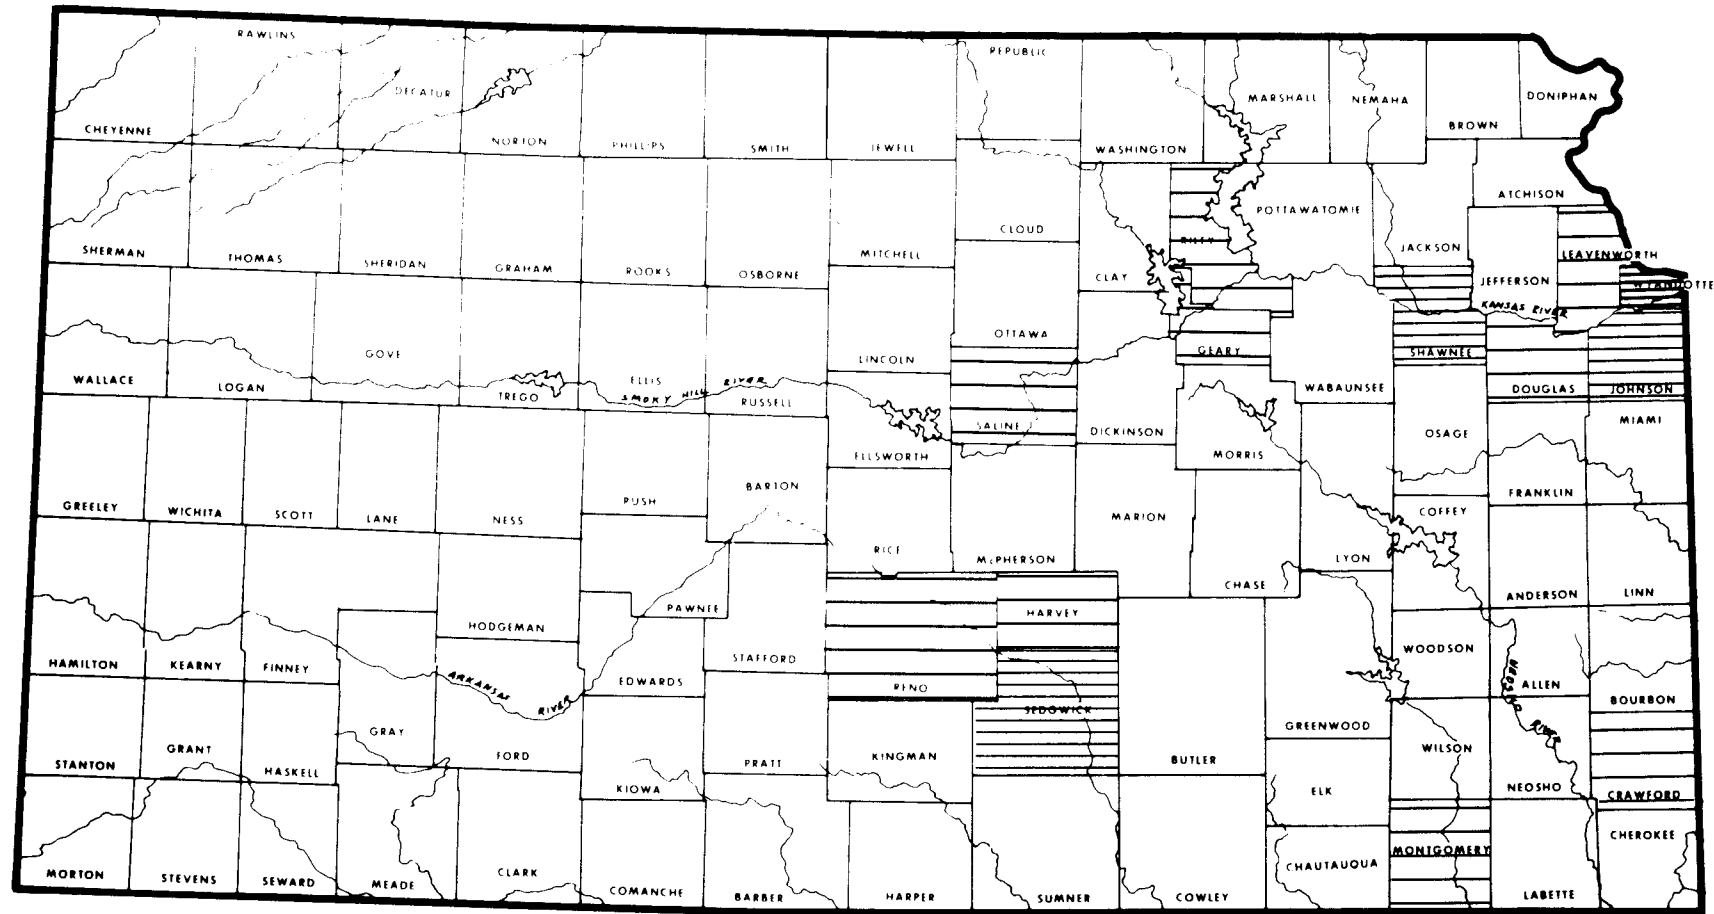 RAWLINS
REPUBLIC
DECATUR
MARSHALL
NEMAHA
DONIPHAN
CHEYENNE
NORTON
PHILLIPS
SMITH
JEWELL
WASHINGTON
BROWN
ATCHISON
POTTAWATOMIE
CLOUD
RILEY
JACKSON
LEAVENWORTH
SHERMAN
THOMAS
SHERIDAN
GRAHAM
ROOKS
OSBORNE
MITCHELL
CLAY
JEFFERSON
WYANDOTTE
KANSAS RIVER
OTTAWA
GEARY
SHAWNEE
GOVE
LINCOLN
WALLACE
LOGAN
TREGO
ELLIS
SMOKY HILL RIVER
RUSSELL
WABAUNSEE
DOUGLAS
JOHNSON
MIAMI
SALINE
DICKINSON
OSAGE
ELLSWORTH
MORRIS
BARTON
FRANKLIN
GREELEY
WICHITA
SCOTT
LANE
NESS
RUSH
MARION
COFFEY
RICE
McPHERSON
LYON
CHASE
ANDERSON
LINN
PAWNEE
HARVEY
HODGEMAN
HAMILTON
KEARNY
FINNEY
STAFFORD
WOODSON
ARKANSAS RIVER
EDWARDS
RENO
SEDGWICK
NEOSHO RIVER
ALLEN
BOURBON
GRAY
GREENWOOD
STANTON
GRANT
HASKELL
FORD
PRATT
KINGMAN
BUTLER
WILSON
KIOWA
ELK
NEOSHO
CRAWFORD
CHEROKEE
MONTGOMERY
CHAUTAUQUA
MORTON
STEVENS
SEWARD
MEADE
CLARK
COMANCHE
BARBER
HARPER
SUMNER
COWLEY
LABETTE